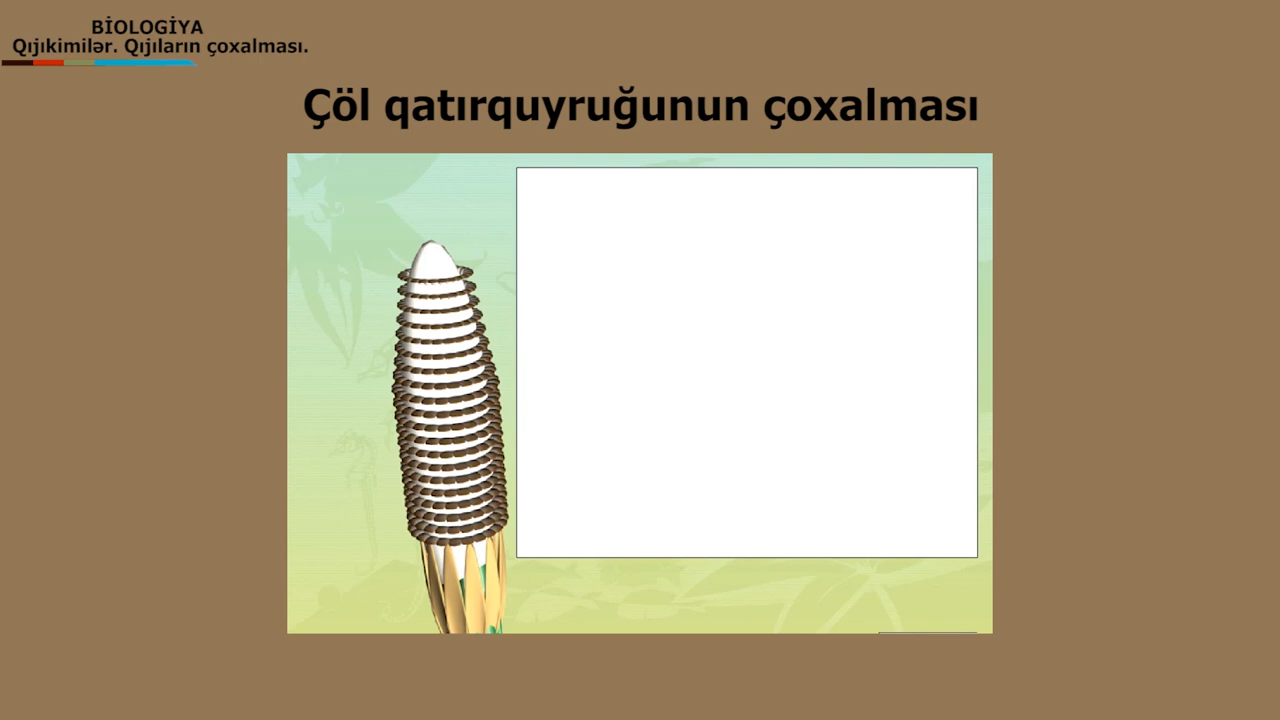 BİOLOGİYA
Qıjıkimilər. Qıjıların çoxalması.
Çöl qatırquyruğunun çoxalması